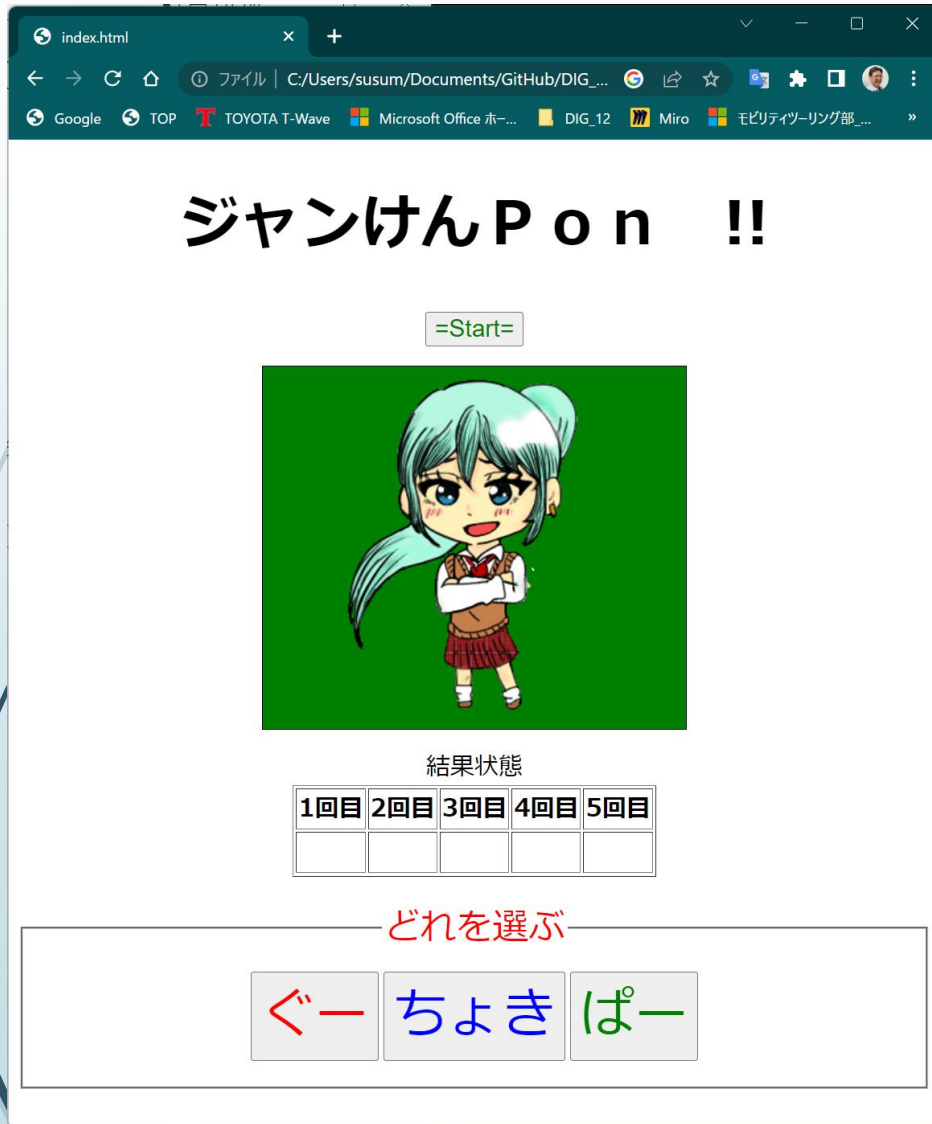 index.html
ファイル | C:/Users/susum/Documents/GitHub/DIG_...
Google TOP TOYOTA T-Wave Microsoft Office ホー... DIG_12 Miro モビリティツーリング部_... »
ジャンけんＰｏｎ　!!
=Start=
結果状態
1回目 2回目 3回目 4回目 5回目
どれを選ぶ
ぐー ちょき ぱー